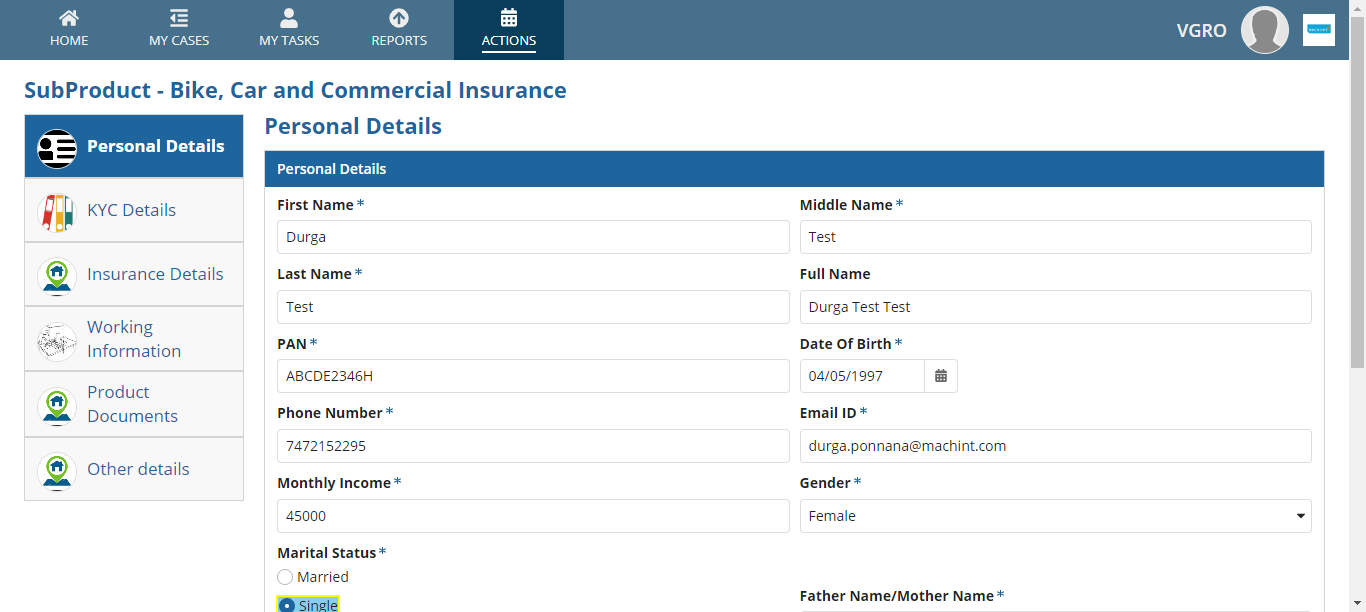 HOME
MY CASES
MY TASKS
REPORTS
ACTIONS
VGRO
SubProduct - Bike, Car and Commercial Insurance
Personal Details
KYC Details
Insurance Details
Working
Information
Product
Documents
Other details
Personal Details
Personal Details
First Name *
Durga
Middle Name *
Test
Last Name *
Test
Full Name
Durga Test Test
PAN *
ABCDE2346H
Date Of Birth *
04/05/1997
Phone Number *
7472152295
Email ID *
durga.ponnana@machint.com
Monthly Income *
45000
Gender *
Female
Marital Status *
Married
Single
Father Name/Mother Name *